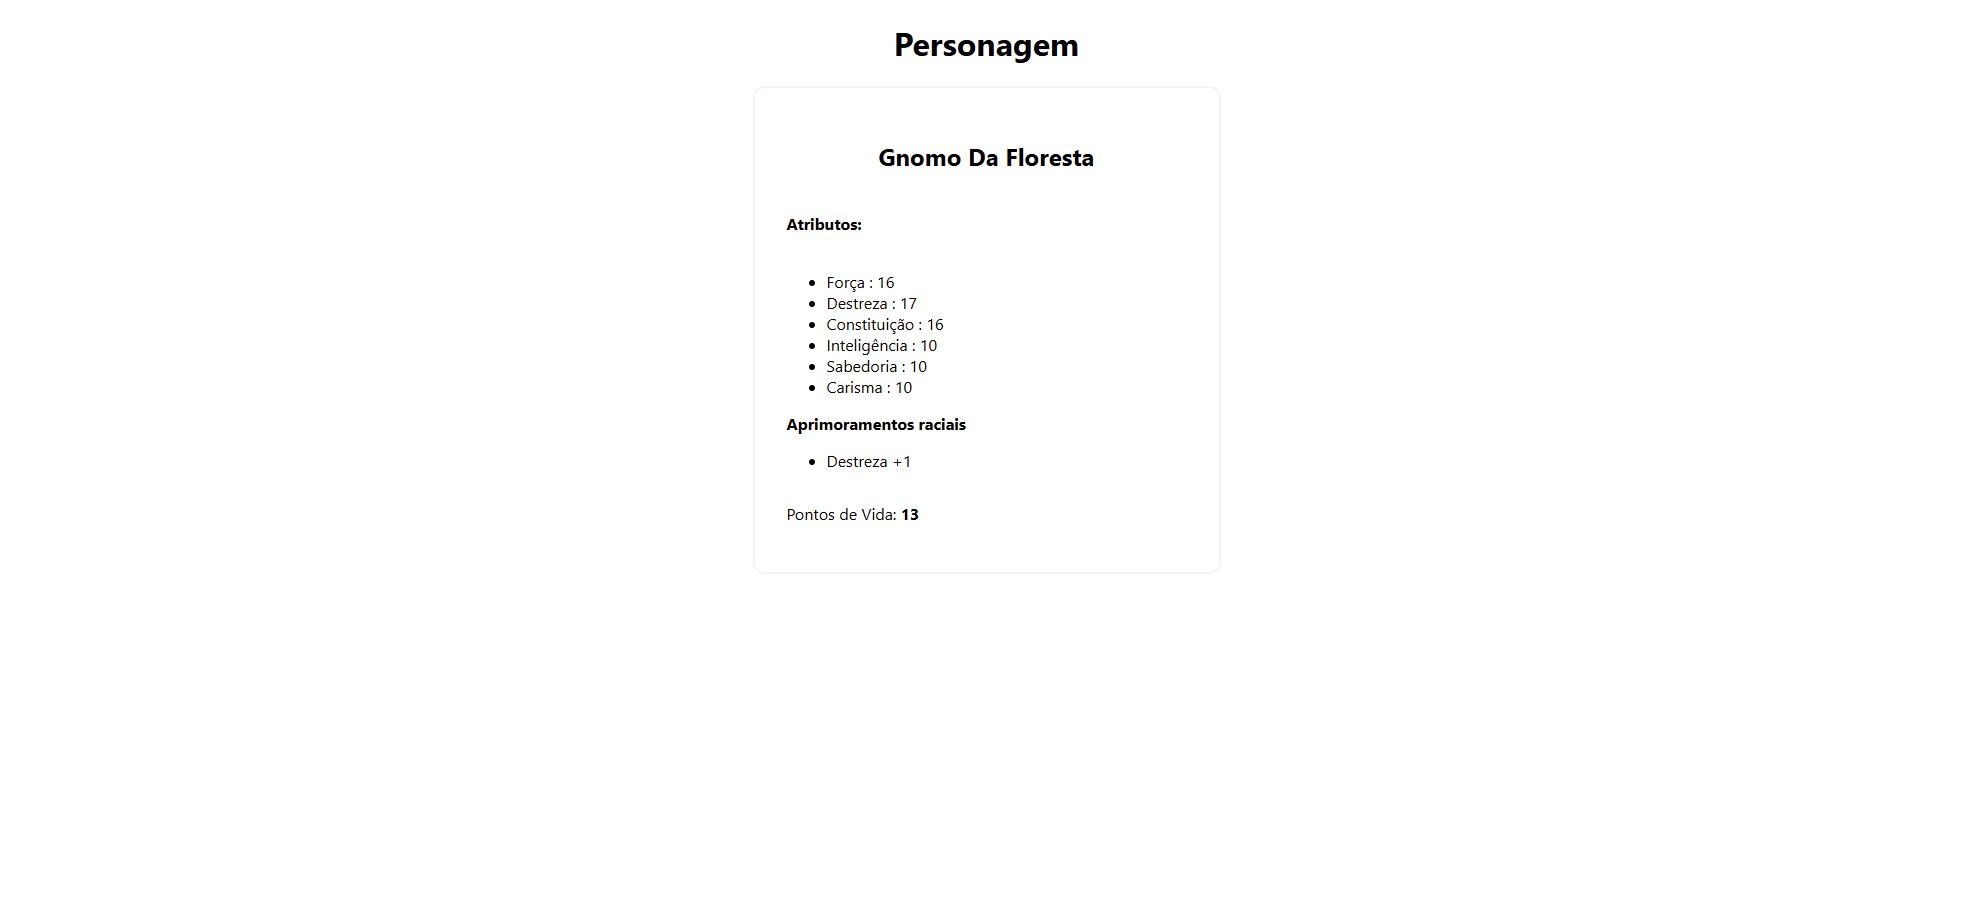 Personagem
Gnomo Da Floresta
Atributos:
Força : 16
Destreza : 17
Constituição : 16
Inteligência : 10
Sabedoria : 10
Carisma : 10
Aprimoramentos raciais
Destreza +1
Pontos de Vida: 13